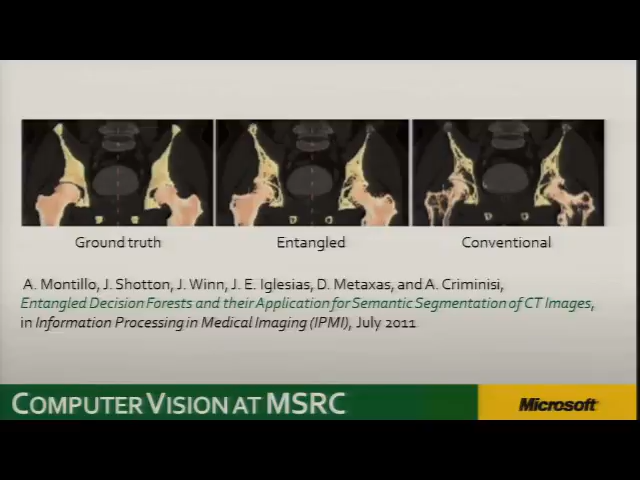 Ground truth
Entangled
Conventional
A. Montillo, J. Shotton, J. Winn, J. E. Iglesias, D. Metaxas, and A. Criminisi,
Entangled Decision Forests and their Application for Semantic Segmentation of CT Images,
in Information Processing in Medical Imaging (IPMI), July 2011
COMPUTER VISION AT MSRC
Microsoft